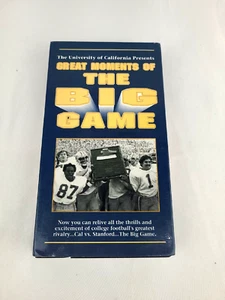 The University of California Presents
GREAT MOMENTS OF
THE
BIG
GAME
87
1
Now you can relive all the thrills and
excitement of college football's greatest
rivalry...Cal vs. Stanford...The Big Game.